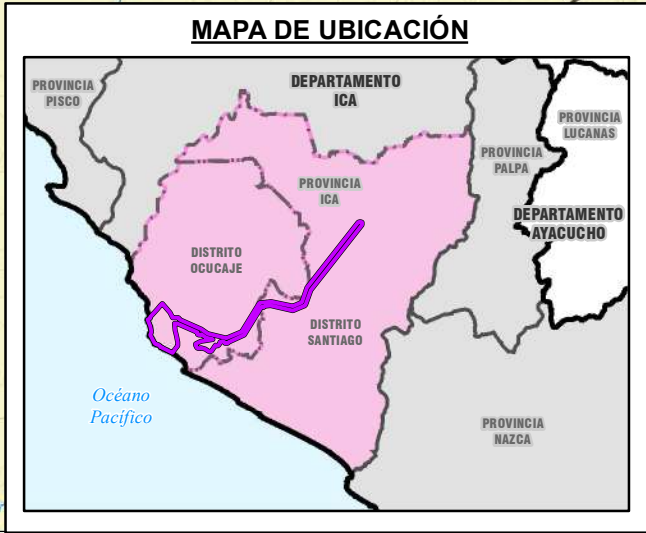 MAPA DE UBICACIÓN
PROVINCIA
PISCO
DEPARTAMENTO
ICA
PROVINCIA
LUCANAS
PROVINCIA
PALPA
PROVINCIA
ICA
DEPARTAMENTO
AYACUCHO
DISTRITO
OCUCAJE
DISTRITO
SANTIAGO
Océano
Pacífico
PROVINCIA
NAZCA